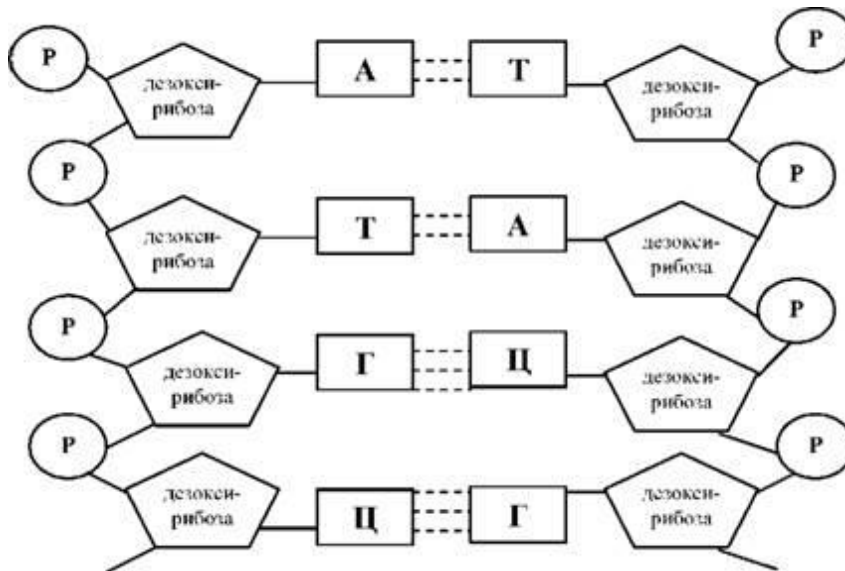 Р
А
Т
Р
дезокси-
рибоза
дезокси-
рибоза
Р
Р
Т
А
дезокси-
рибоза
дезокси-
рибоза
Р
Р
Г
Ц
дезокси-
рибоза
дезокси-
рибоза
Р
Р
Ц
Г
дезокси-
рибоза
дезокси-
рибоза